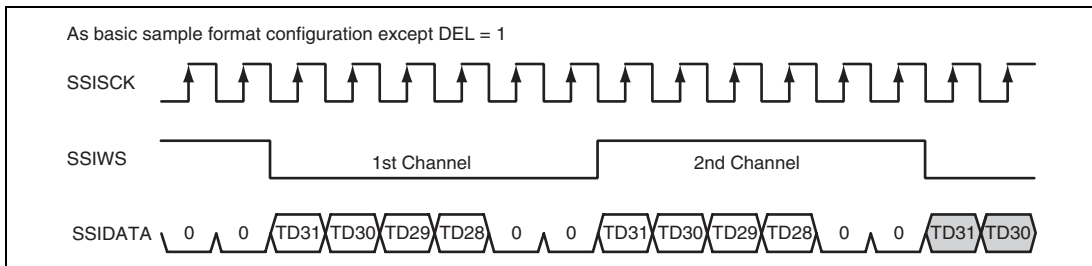 As basic sample format configuration except DEL = 1
SSISCK
SSIWS 1st Channel 2nd Channel
SSIDATA 0 0 TD31 TD30 TD29 TD28 0 0 TD31 TD30 TD29 TD28 0 0 TD31 TD30